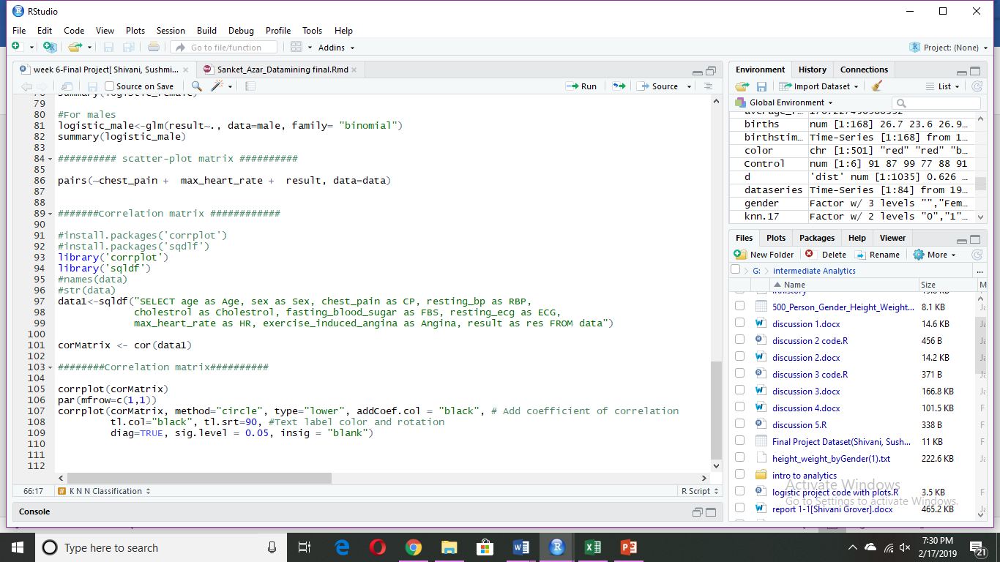 RStudio
File Edit Code View Plots Session Build Debug Profile Tools Help
Go to file/function Addins Project: (None)
week 6-Final Project[ Shivani, Sushmi... Sanket_Azar_Datamining final.Rmd
Source on Save Run Source
78 summary(logistic_female)
79
80 #For males
81 logistic_male<-glm(result~., data=male, family= "binomial")
82 summary(logistic_male)
83
84 ########## scatter-plot matrix ##########
85
86 pairs(~chest_pain + max_heart_rate + result, data=data)
87
88
89 #######Correlation matrix ############
90
91 #install.packages('corrplot')
92 #install.packages('sqdlf')
93 library('corrplot')
94 library('sqldf')
95 #names(data)
96 #str(data)
97 data1<-sqldf("SELECT age as Age, sex as Sex, chest_pain as CP, resting_bp as RBP,
98 cholestrol as Cholestrol, fasting_blood_sugar as FBS, resting_ecg as ECG,
99 max_heart_rate as HR, exercise_induced_angina as Angina, result as res FROM data")
100
101 corMatrix <- cor(data1)
102
103 ########Correlation matrix##########
104
105 corrplot(corMatrix)
106 par(mfrow=c(1,1))
107 corrplot(corMatrix, method="circle", type="lower", addCoef.col = "black", # Add coefficient of correlation
108 tl.col="black", tl.srt=90, #Text label color and rotation
109 diag=TRUE, sig.level = 0.05, insig = "blank")
110
111
112
66:17 K N N Classification R Script
Console
Environment History Connections
Import Dataset List
Global Environment
births num [1:168] 26.7 23.6 26.9...
birthstim... Time-Series [1:168] from 1...
color chr [1:501] "red" "red" "b...
Control num [1:6] 91 87 99 77 88 91
d 'dist' num [1:1035] 0.626 ...
dataseries Time-Series [1:84] from 19...
gender Factor w/ 3 levels "","Fem...
knn.17 Factor w/ 2 levels "0","1"...
Files Plots Packages Help Viewer
New Folder Delete Rename More
G: intermediate Analytics ...
Name Size M
500_Person_Gender_Height_Weight... 8.1 KB
discussion 1.docx 14.6 KB
discussion 2 code.R 456 B
discussion 2.docx 14.2 KB
discussion 3 code.R 371 B
discussion 3.docx 166.8 KB
discussion 4.docx 101.5 KB F
discussion 5.R 338 B F
Final Project Dataset(Shivani, Sush... 11 KB F
height_weight_byGender(1).txt 222.6 KB
intro to analytics
Activate Windows
logistic project code with plots.R 3.5 KB F
Go to Settings to activate Windows.
report 1-1[Shivani Grover].docx 465.2 KB
Type here to search
7:30 PM
2/17/2019
21